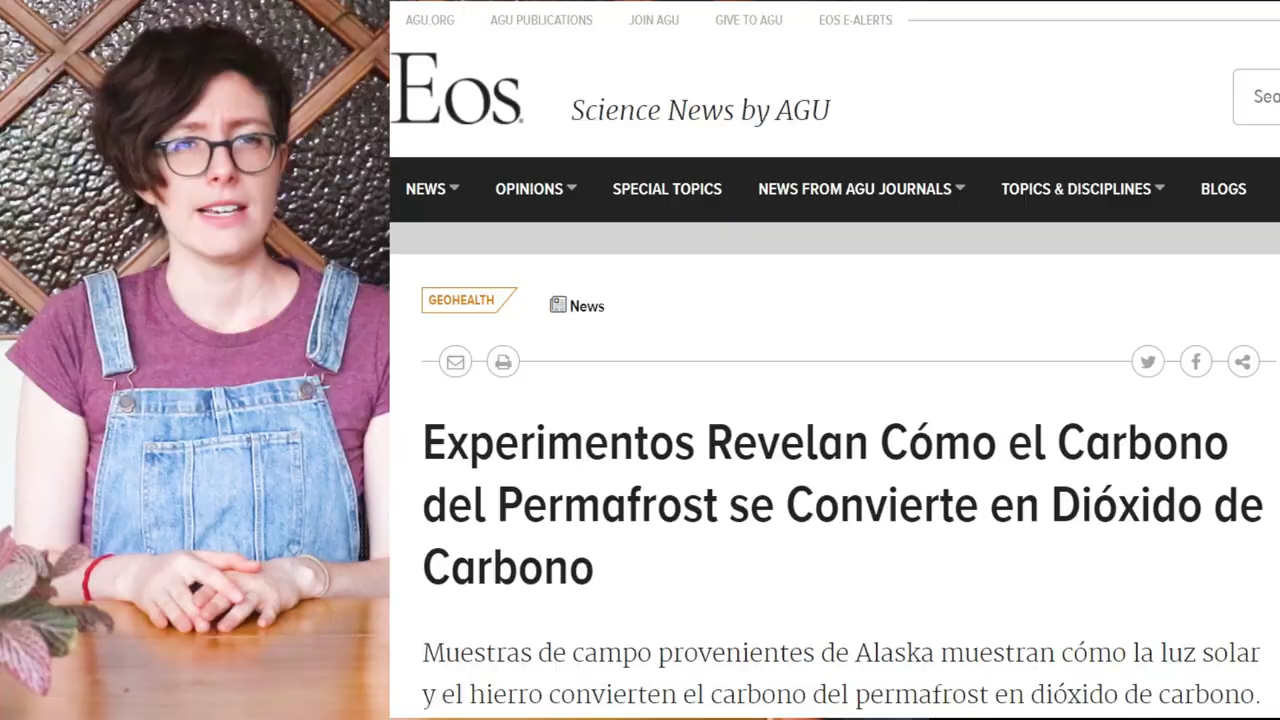 AGU.ORG AGU PUBLICATIONS JOIN AGU GIVE TO AGU EOS E-ALERTS
Eos
Science News by AGU
Sea
NEWS OPINIONS SPECIAL TOPICS NEWS FROM AGU JOURNALS TOPICS & DISCIPLINES BLOGS
GEOHEALTH News
Experimentos Revelan Cómo el Carbono
del Permafrost se Convierte en Dióxido de
Carbono
Muestras de campo provenientes de Alaska muestran cómo la luz solar
y el hierro convierten el carbono del permafrost en dióxido de carbono.